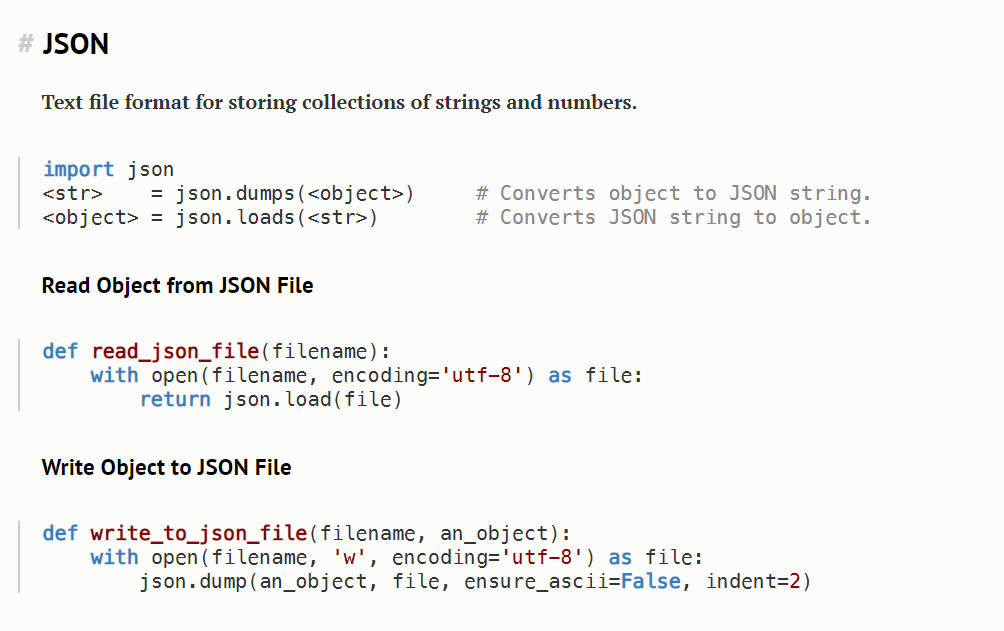 # JSON
Text file format for storing collections of strings and numbers.
import json
<str>    = json.dumps(<object>)     # Converts object to JSON string.
<object> = json.loads(<str>)        # Converts JSON string to object.
Read Object from JSON File
def read_json_file(filename):
    with open(filename, encoding='utf-8') as file:
        return json.load(file)
Write Object to JSON File
def write_to_json_file(filename, an_object):
    with open(filename, 'w', encoding='utf-8') as file:
        json.dump(an_object, file, ensure_ascii=False, indent=2)